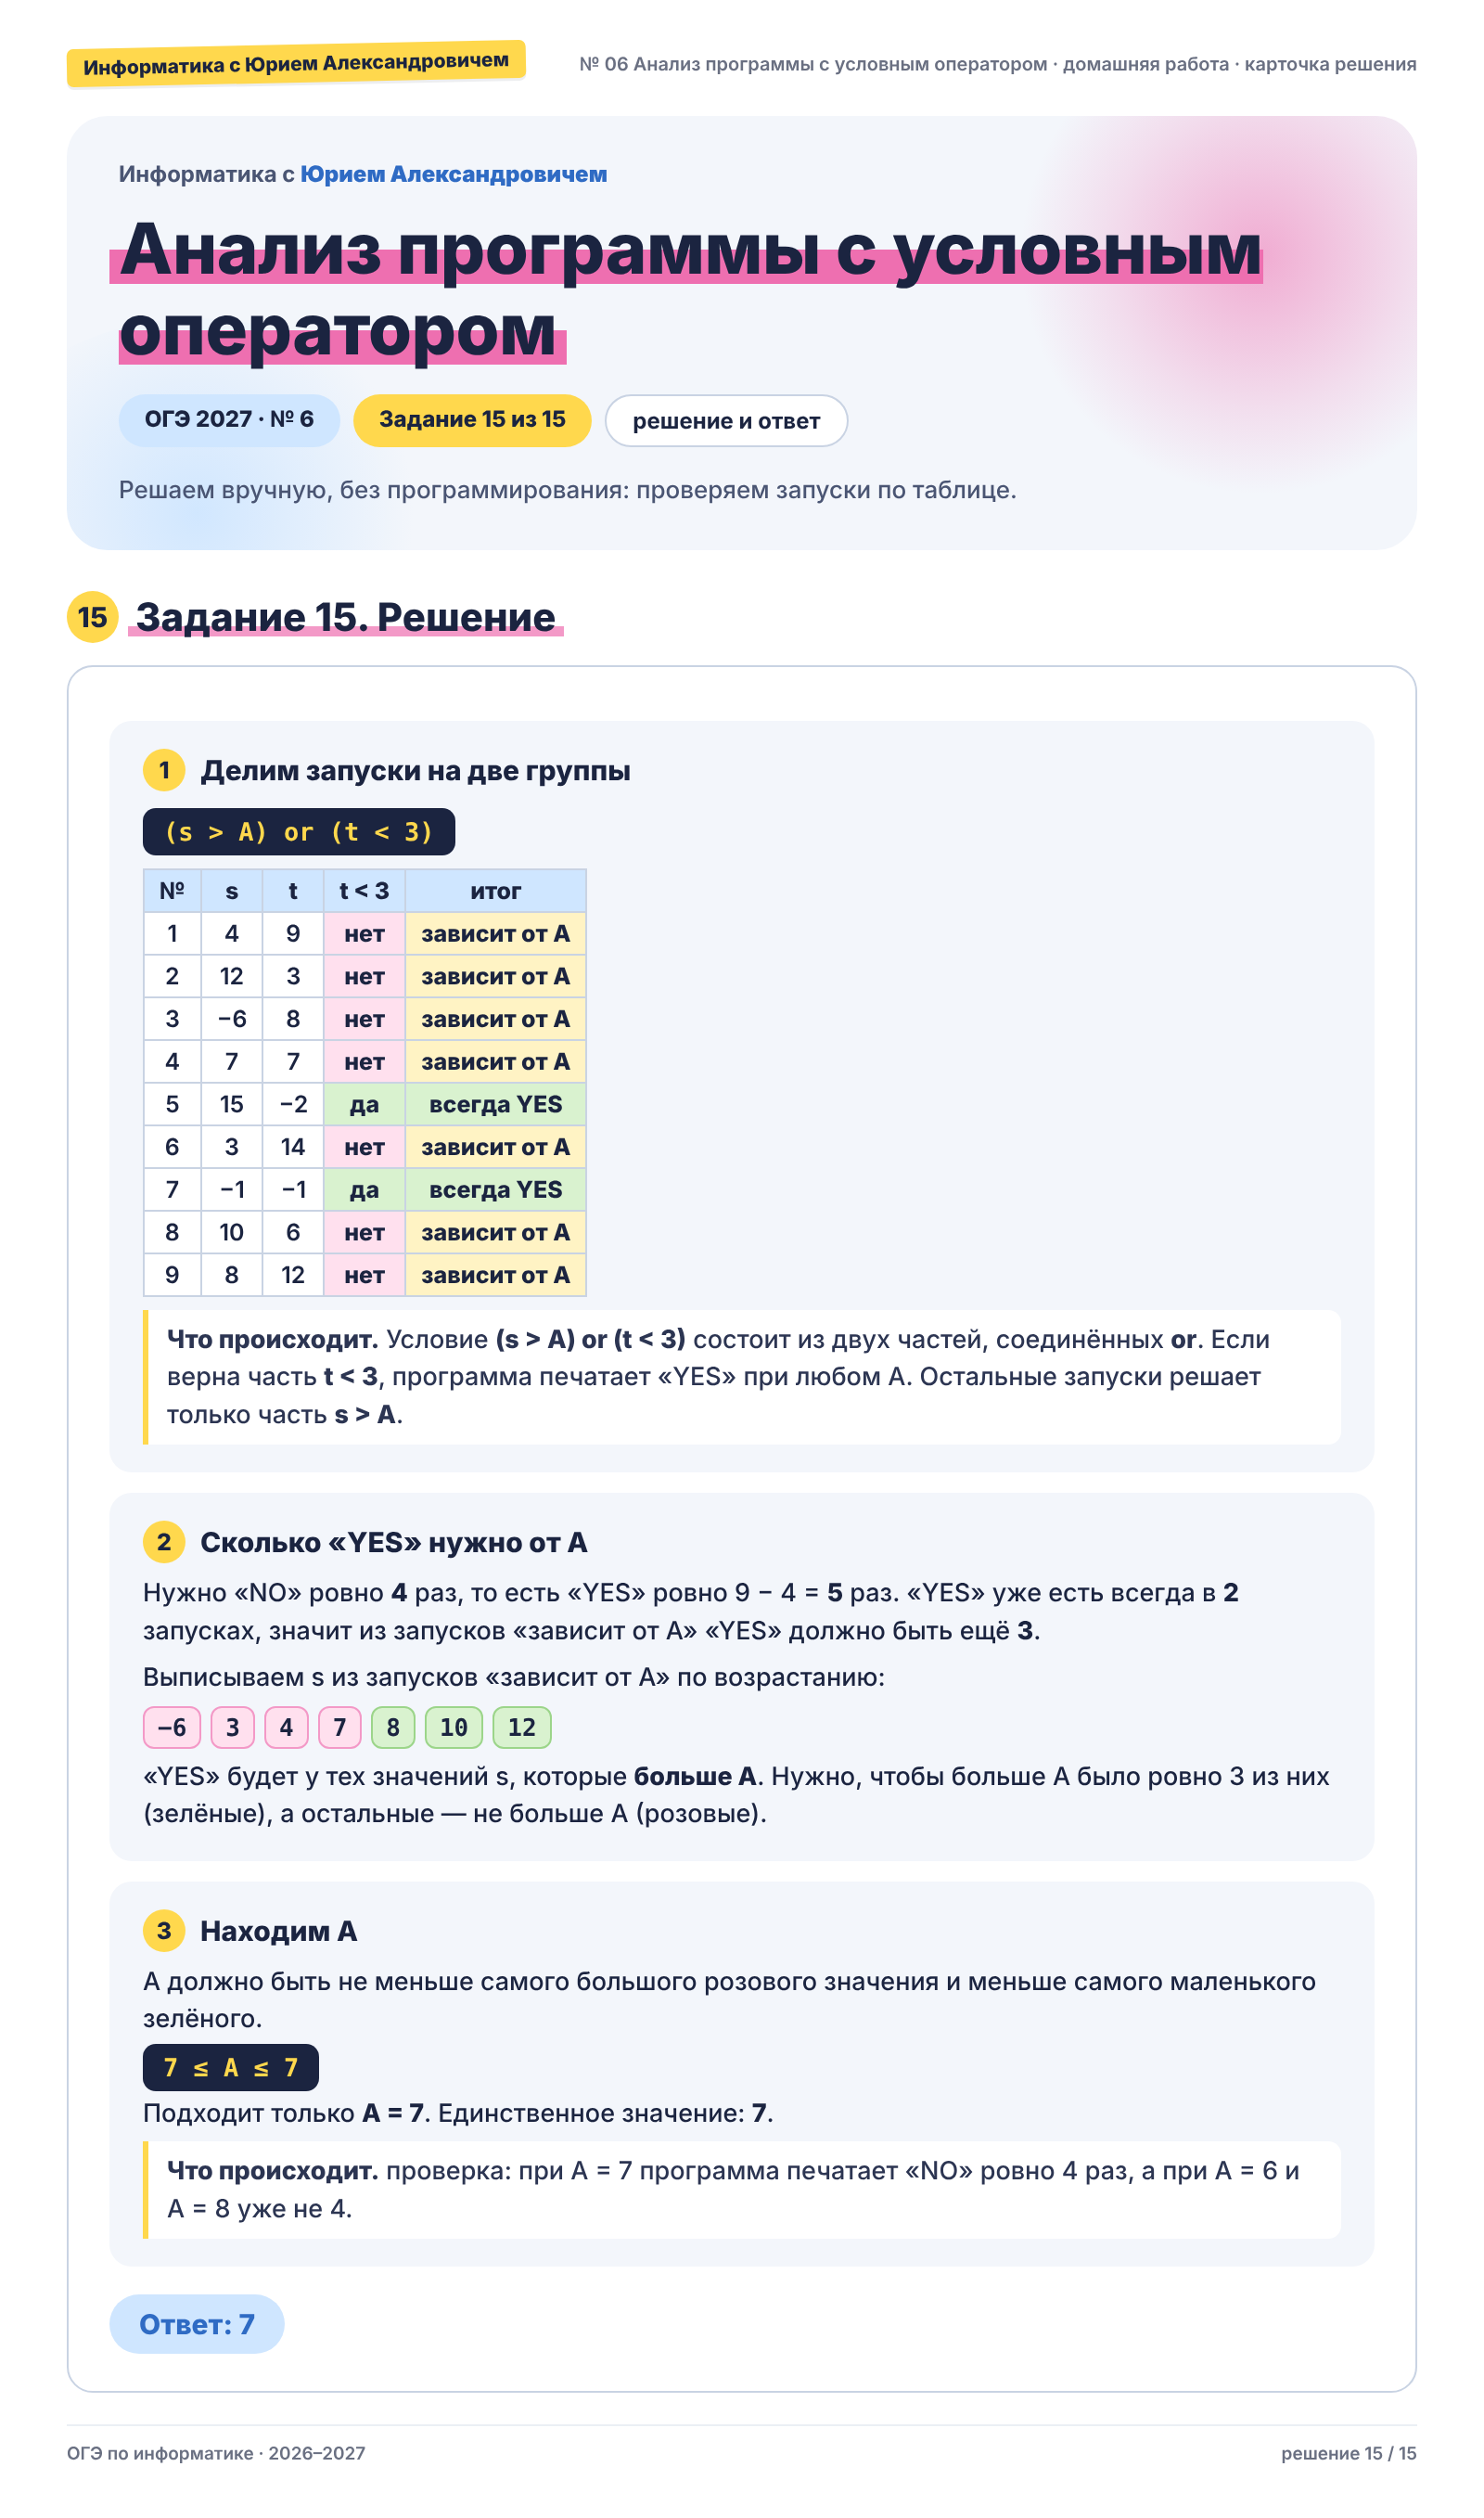 Информатика с Юрием Александровичем
№ 06 Анализ программы с условным оператором · домашняя работа · карточка решения
Информатика с Юрием Александровичем
Анализ программы с условным
оператором
ОГЭ 2027 · № 6
Задание 15 из 15
решение и ответ
Решаем вручную, без программирования: проверяем запуски по таблице.
15 Задание 15. Решение
1 Делим запуски на две группы
(s > A) or (t < 3)
№ s t t < 3 итог
1 4 9 нет зависит от A
2 12 3 нет зависит от A
3 −6 8 нет зависит от A
4 7 7 нет зависит от A
5 15 −2 да всегда YES
6 3 14 нет зависит от A
7 −1 −1 да всегда YES
8 10 6 нет зависит от A
9 8 12 нет зависит от A
Что происходит. Условие (s > A) or (t < 3) состоит из двух частей, соединённых or. Если
верна часть t < 3, программа печатает «YES» при любом A. Остальные запуски решает
только часть s > A.
2 Сколько «YES» нужно от A
Нужно «NO» ровно 4 раз, то есть «YES» ровно 9 − 4 = 5 раз. «YES» уже есть всегда в 2
запусках, значит из запусков «зависит от A» «YES» должно быть ещё 3.
Выписываем s из запусков «зависит от A» по возрастанию:
−6 3 4 7 8 10 12
«YES» будет у тех значений s, которые больше A. Нужно, чтобы больше A было ровно 3 из них
(зелёные), а остальные — не больше A (розовые).
3 Находим A
A должно быть не меньше самого большого розового значения и меньше самого маленького
зелёного.
7 ≤ A ≤ 7
Подходит только A = 7. Единственное значение: 7.
Что происходит. проверка: при A = 7 программа печатает «NO» ровно 4 раз, а при A = 6 и
A = 8 уже не 4.
Ответ: 7
ОГЭ по информатике · 2026–2027
решение 15 / 15